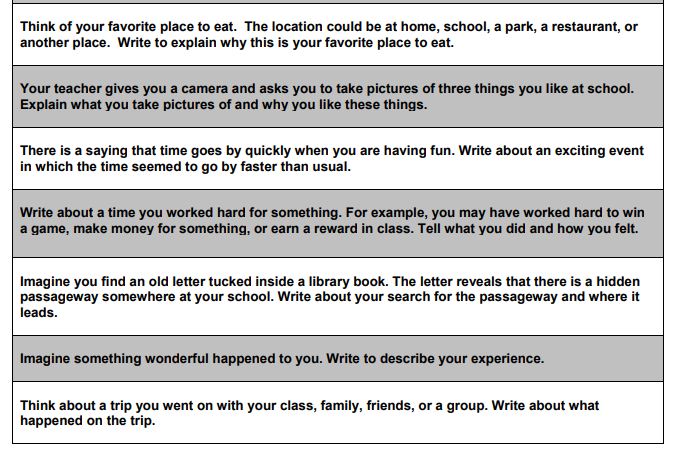 Think of your favorite place to eat.  The location could be at home, school, a park, a restaurant, or
another place.  Write to explain why this is your favorite place to eat.
Your teacher gives you a camera and asks you to take pictures of three things you like at school.
Explain what you take pictures of and why you like these things.
There is a saying that time goes by quickly when you are having fun. Write about an exciting event
in which the time seemed to go by faster than usual.
Write about a time you worked hard for something. For example, you may have worked hard to win
a game, make money for something, or earn a reward in class. Tell what you did and how you felt.
Imagine you find an old letter tucked inside a library book. The letter reveals that there is a hidden
passageway somewhere at your school. Write about your search for the passageway and where it
leads.
Imagine something wonderful happened to you. Write to describe your experience.
Think about a trip you went on with your class, family, friends, or a group. Write about what
happened on the trip.